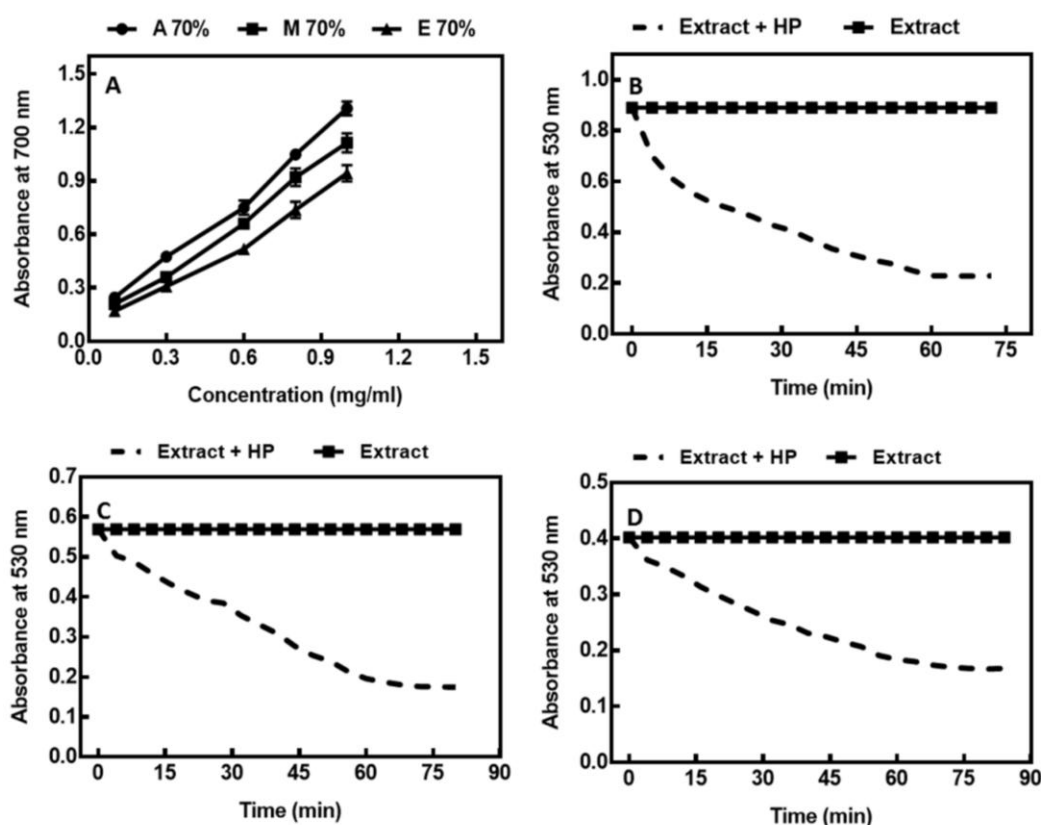 A 70% M 70% E 70%
A
Absorbance at 700 nm
1.5
1.2
0.9
0.6
0.3
0.0
0.0 0.3 0.6 0.9 1.2 1.5
Concentration (mg/ml)
Extract + HP Extract
B
Absorbance at 530 nm
1.0
0.8
0.6
0.4
0.2
0.0
0 15 30 45 60 75
Time (min)
Extract + HP Extract
C
Absorbance at 530 nm
0.7
0.6
0.5
0.4
0.3
0.2
0.1
0.0
0 15 30 45 60 75 90
Time (min)
Extract + HP Extract
D
Absorbance at 530 nm
0.5
0.4
0.3
0.2
0.1
0.0
0 15 30 45 60 75 90
Time (min)